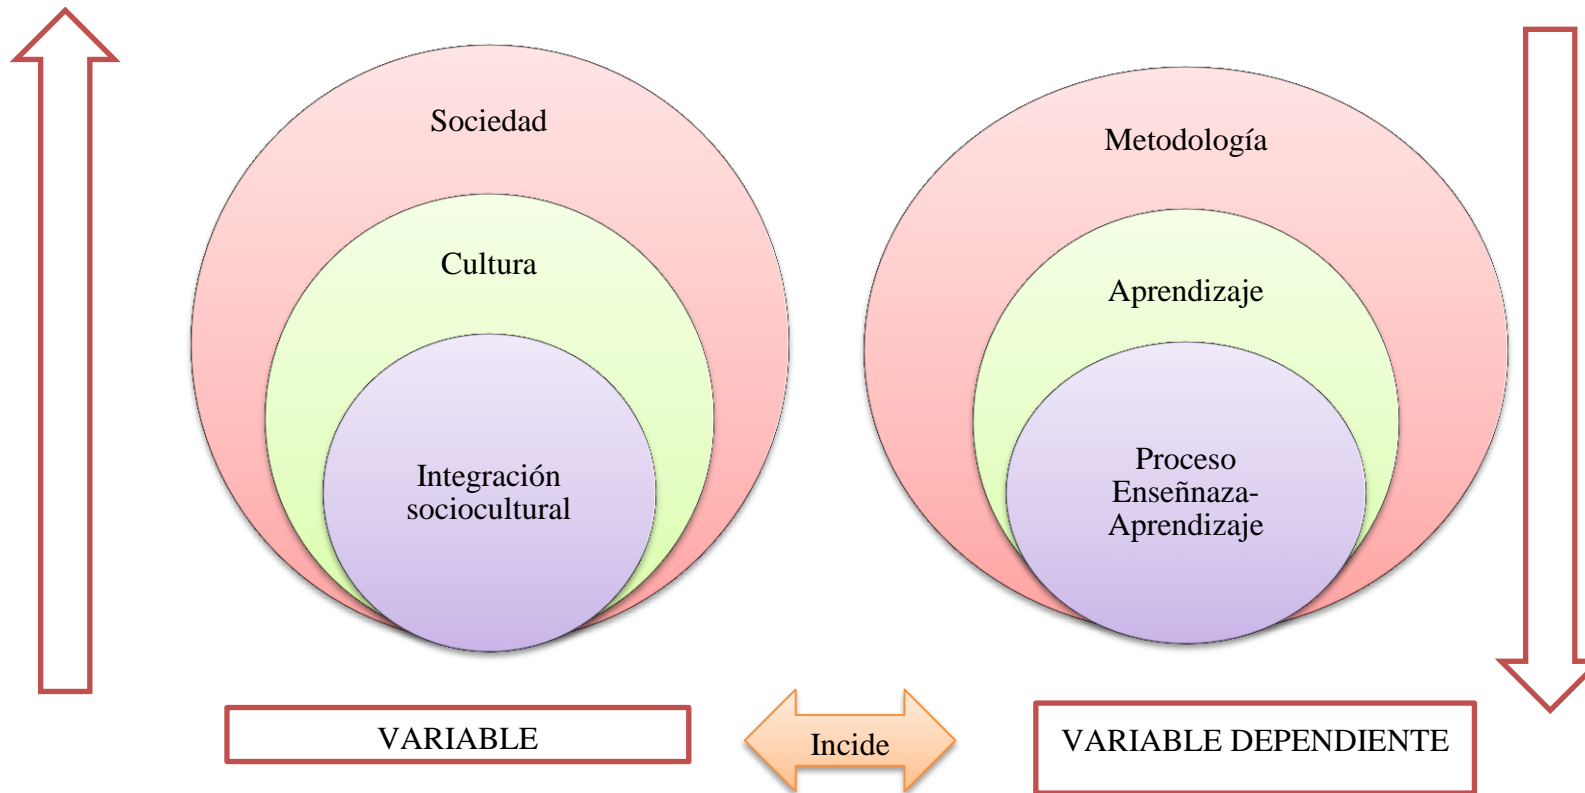 Sociedad
Cultura
Integración
sociocultural
Metodología
Aprendizaje
Proceso
Enseñnaza-
Aprendizaje
VARIABLE
Incide
VARIABLE DEPENDIENTE